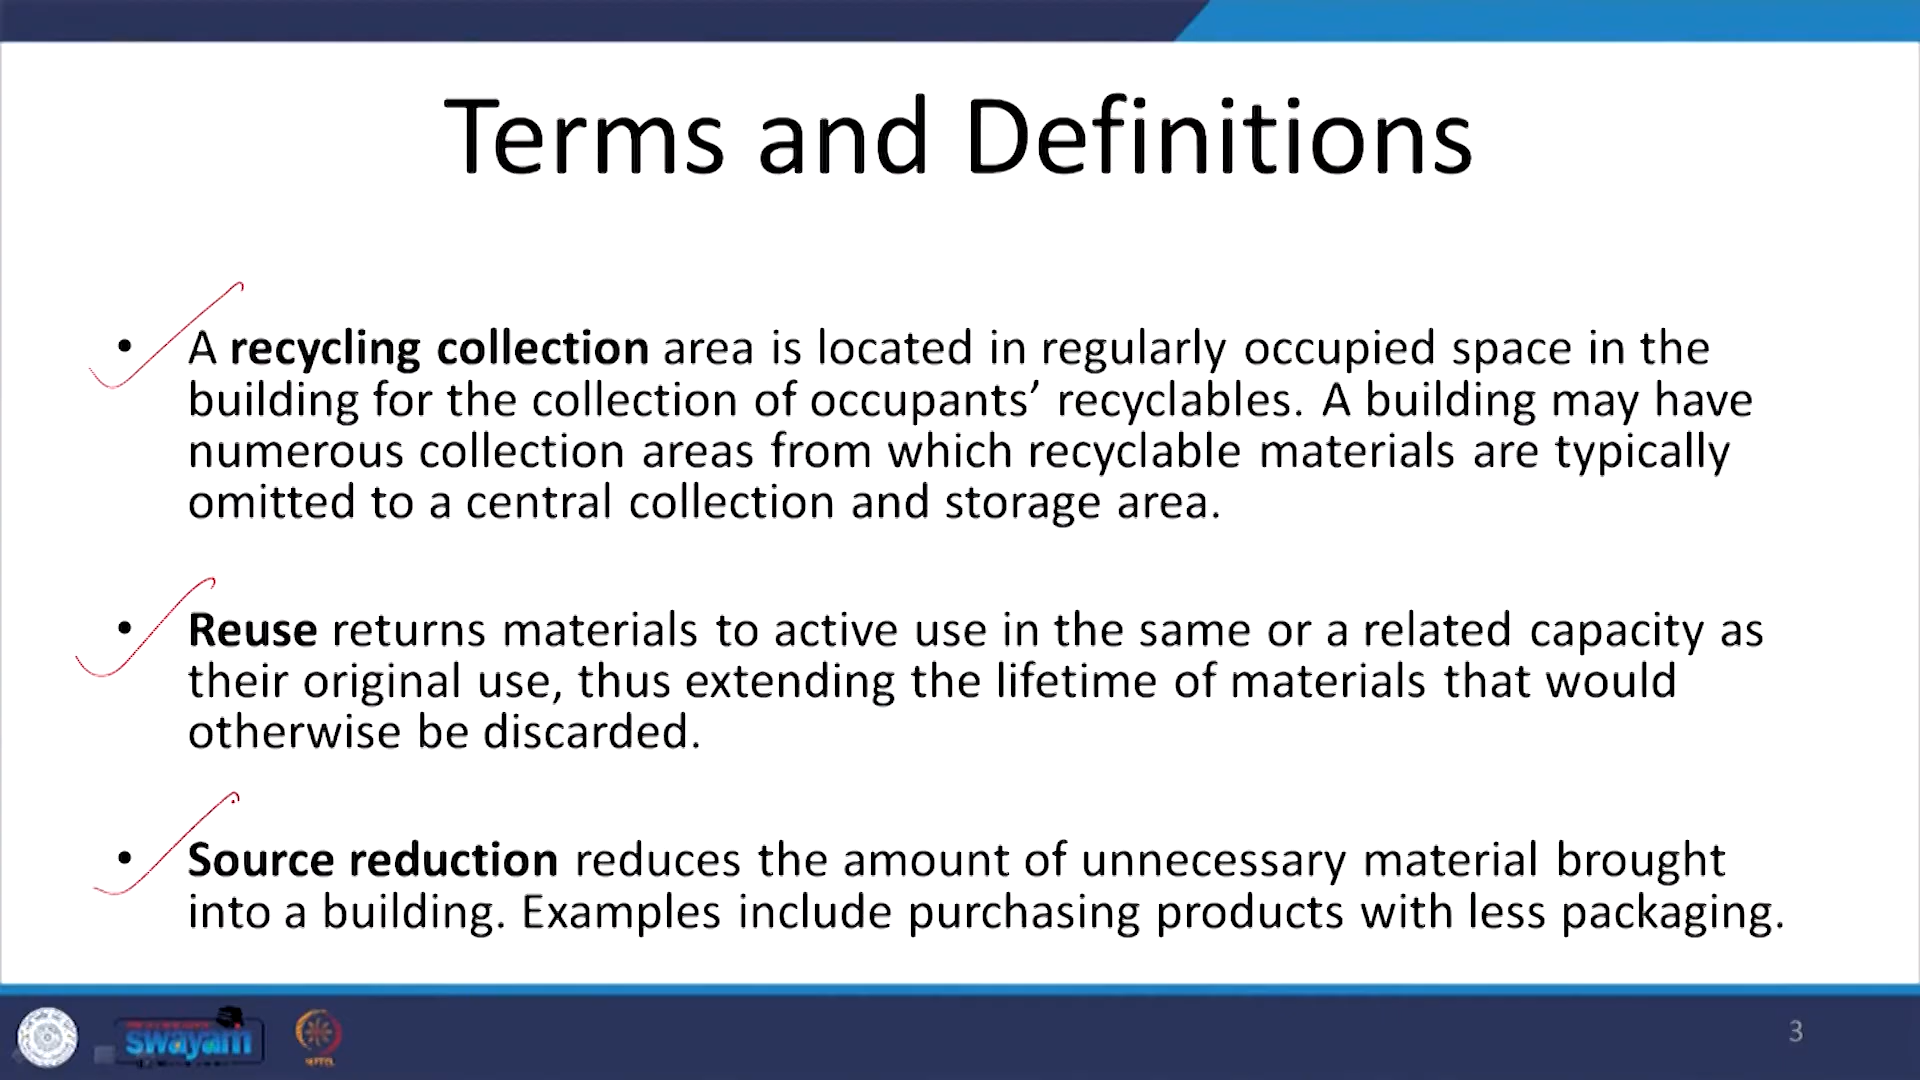 Terms and Definitions
• A recycling collection area is located in regularly occupied space in the
building for the collection of occupants’ recyclables. A building may have
numerous collection areas from which recyclable materials are typically
omitted to a central collection and storage area.
• Reuse returns materials to active use in the same or a related capacity as
their original use, thus extending the lifetime of materials that would
otherwise be discarded.
• Source reduction reduces the amount of unnecessary material brought
into a building. Examples include purchasing products with less packaging.
swayam
3